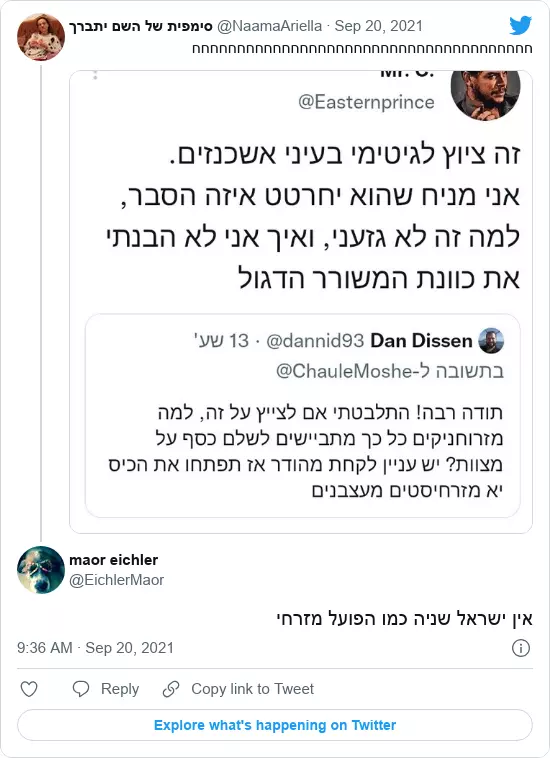 סימפית של השם יתברך @NaamaAriella · Sep 20, 2021
חחחחחחחחחחחחחחחחחחחחחחחחחחחחחחחחחחחחחח
Mr. C.
@Easternprince
זה ציוץ לגיטימי בעיני אשכנזים.
אני מניח שהוא יחרטט איזה הסבר,
למה זה לא גזעני, ואיך אני לא הבנתי
את כוונת המשורר הדגול
Dan Dissen @dannid93 · 13 שע'
בתשובה ל-@ChauleMoshe
תודה רבה! התלבטתי אם לצייץ על זה, למה
מזרוחניקים כל כך מתביישים לשלם כסף על
מצוות? יש עניין לקחת מהודר אז תפתחו את הכיס
יא מזרחיסטים מעצבנים
maor eichler
@EichlerMaor
אין ישראל שניה כמו הפועל מזרחי
9:36 AM · Sep 20, 2021
Reply
Copy link to Tweet
Explore what's happening on Twitter